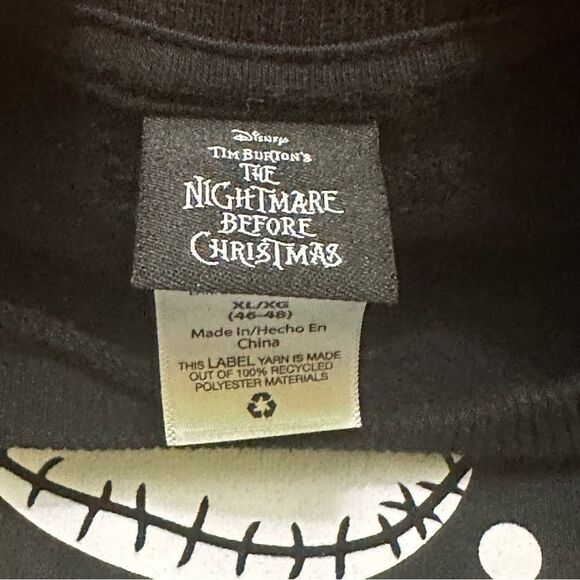 Disney
TIM BURTON'S
THE
NIGHTMARE
BEFORE
CHRISTMAS
XL/XG
(46-48)
Made In/Hecho En
China
THIS LABEL YARN IS MADE
OUT OF 100% RECYCLED
POLYESTER MATERIALS